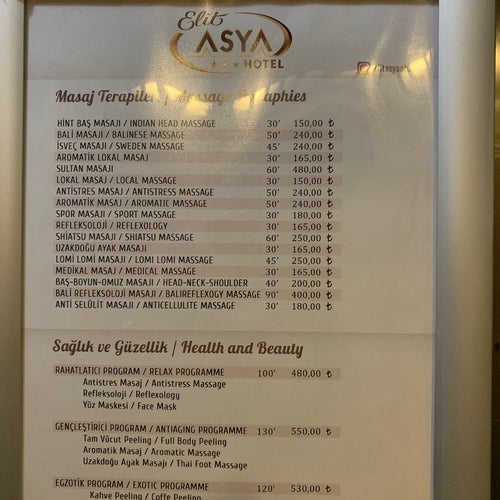 Elit
ASYA
HOTEL
Masaj Terapileri / Massage
HİNT BAŞ MASAJI / INDIAN HEAD MASSAGE 30' 150,00 ₺
BALİ MASAJI / BALINESE MASSAGE 50' 240,00 ₺
İSVEÇ MASAJI / SWEDEN MASSAGE 45' 240,00 ₺
AROMATİK LOKAL MASAJ 30' 165,00 ₺
SULTAN MASAJI 60' 480,00 ₺
LOKAL MASAJ / LOCAL MASSAGE 30' 150,00 ₺
ANTİSTRES MASAJ / ANTISTRESS MASSAGE 50' 240,00 ₺
AROMATİK MASAJ / AROMATIC MASSAGE 50' 240,00 ₺
SPOR MASAJI / SPORT MASSAGE 30' 180,00 ₺
REFLEKSOLOJİ / REFLEXOLOGY 30' 165,00 ₺
SHİATSU MASAJI / SHIATSU MASSAGE 60' 250,00 ₺
UZAKDOĞU AYAK MASAJI 30' 165,00 ₺
LOMİ LOMİ MASAJI / LOMI LOMI MASSAGE 45' 250,00 ₺
MEDİKAL MASAJ / MEDICAL MASSAGE 30' 165,00 ₺
BAŞ-BOYUN-OMUZ MASAJ / HEAD-NECK-SHOULDER 40' 200,00 ₺
BALİ REFLEKSOLOJİ MASAJI / BALIREFLEXOGY MASSAGE 90' 400,00 ₺
ANTİ SELÜLİT MASAJI / ANTICELLULITE MASSAGE 30' 180,00 ₺
Sağlık ve Güzellik / Health and Beauty
RAHATLATICI PROGRAM / RELAX PROGRAMME 100' 480,00 ₺
Antistres Masaj / Antistress Massage
Refleksoloji / Reflexology
Yüz Maskesi / Face Mask
GENÇLEŞTİRİCİ PROGRAM / ANTIAGING PROGRAMME 130' 550,00 ₺
Tam Vücut Peeling / Full Body Peeling
Aromatik Masaj / Aromatic Massage
Uzakdoğu Ayak Masajı / Thai Foot Massage
EGZOTİK PROGRAM / EXOTIC PROGRAMME 120' 530,00 ₺
Kahve Peeling / Coffe Peeling